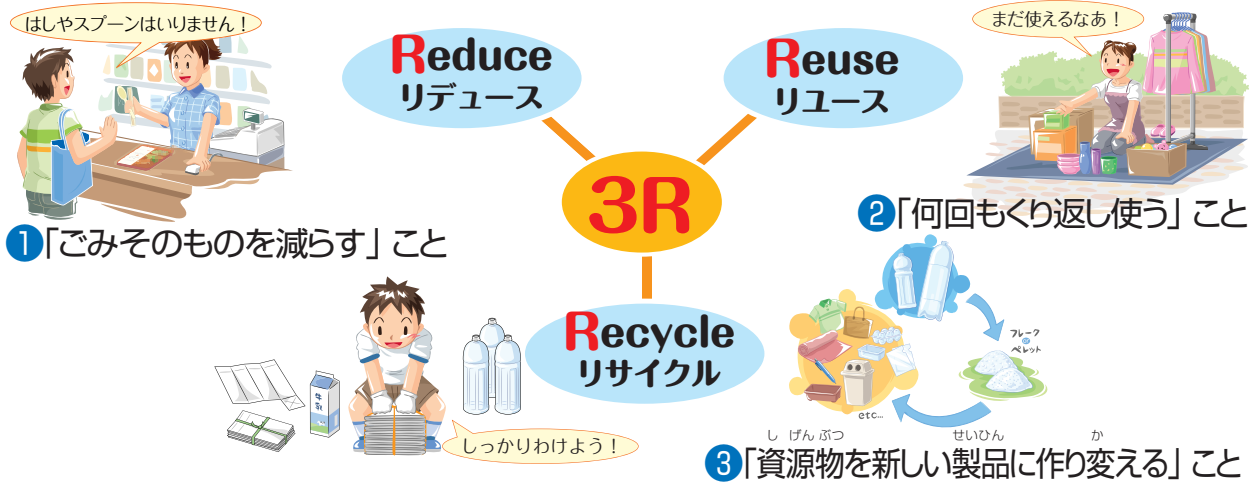 はしやスプーンはいりません！
Reduce
リデュース
❶「ごみそのものを減らす」こと
Reuse
リユース
まだ使えるなあ！
❷「何回もくり返し使う」こと
3R
Recycle
リサイクル
牛乳
しっかりわけよう！
フレーク
or
ペレット
etc...
しげんぶつ せいひん か
❸「資源物を新しい製品に作り変える」こと